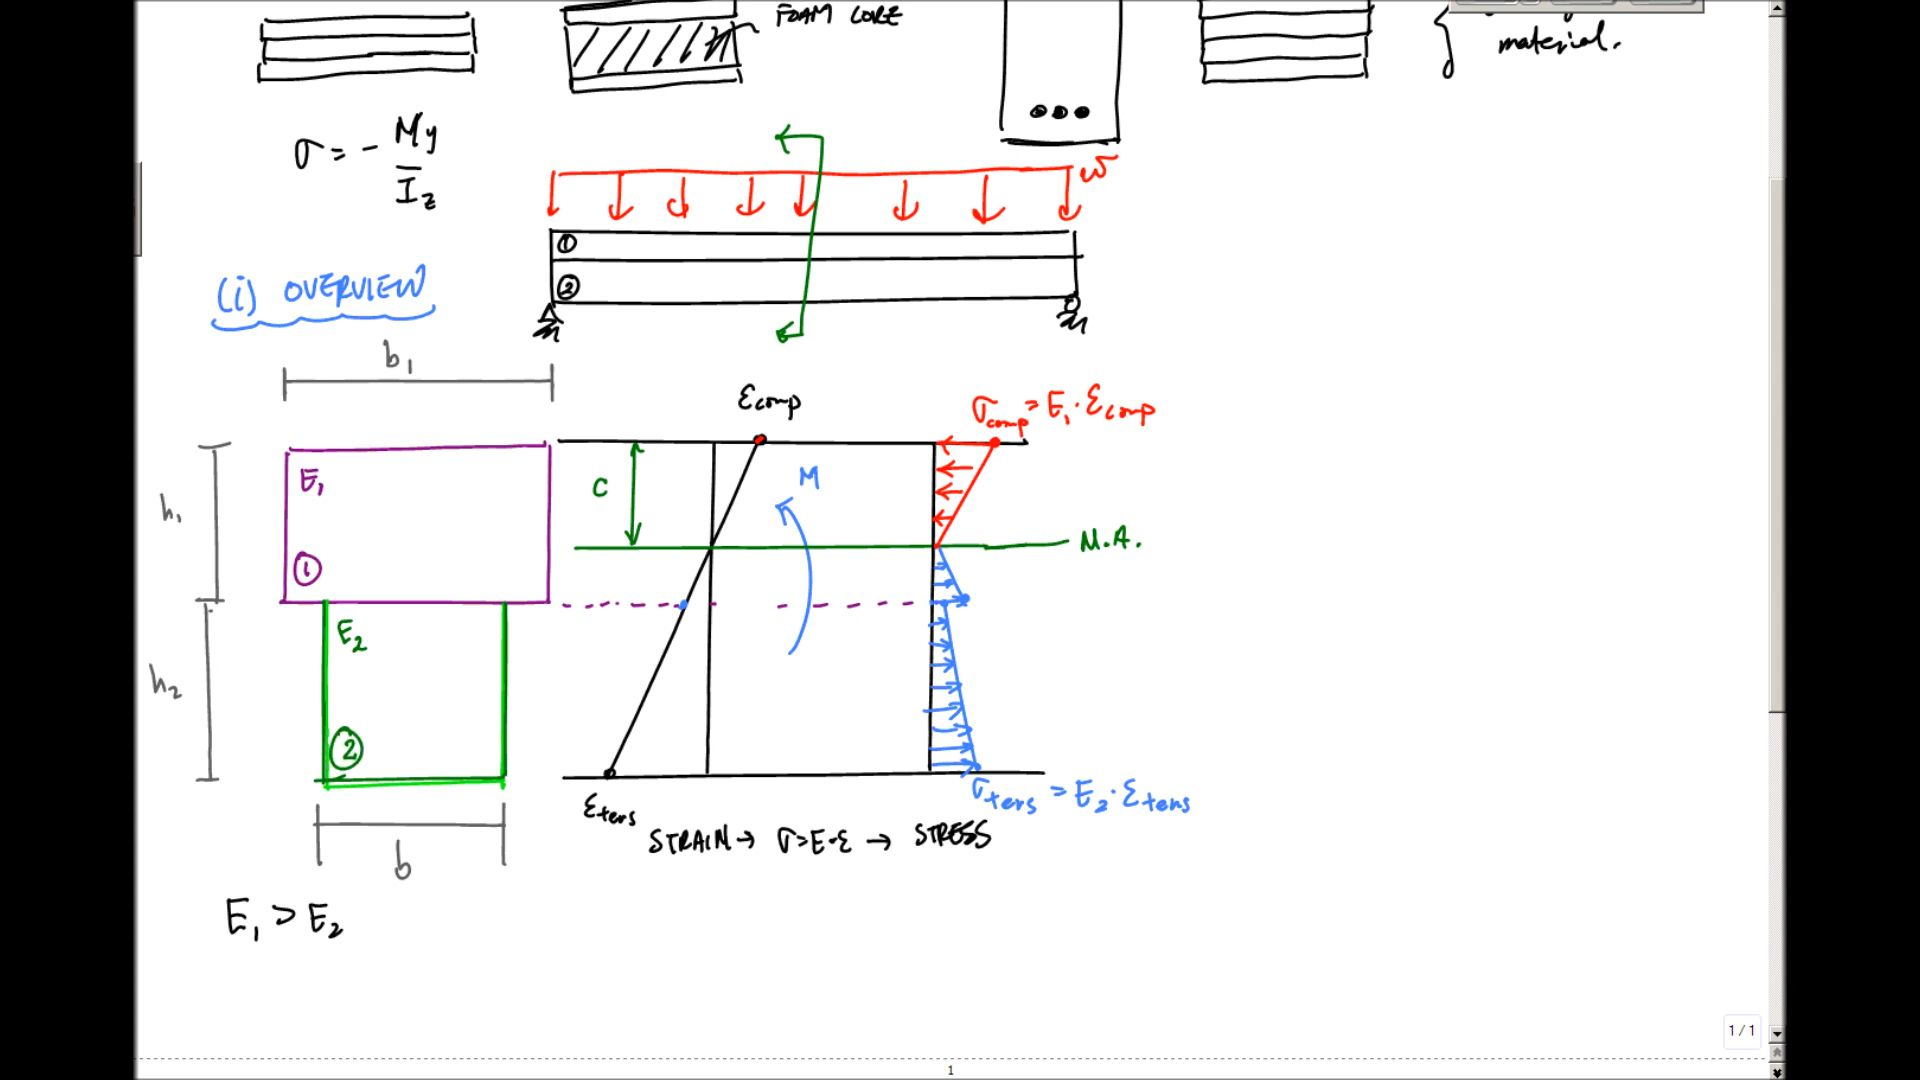 FOAM CORE
material.
σ = - My / Iz
w
①
②
(i) OVERVIEW
b₁
εcomp
σcomp = E₁·εcomp
h₁
E₁
①
C
M
N.A.
h₂
E₂
②
εtens
σtens = E₂·εtens
STRAIN → σ=E·ε → STRESS
b
E₁ > E₂
1 / 1
1